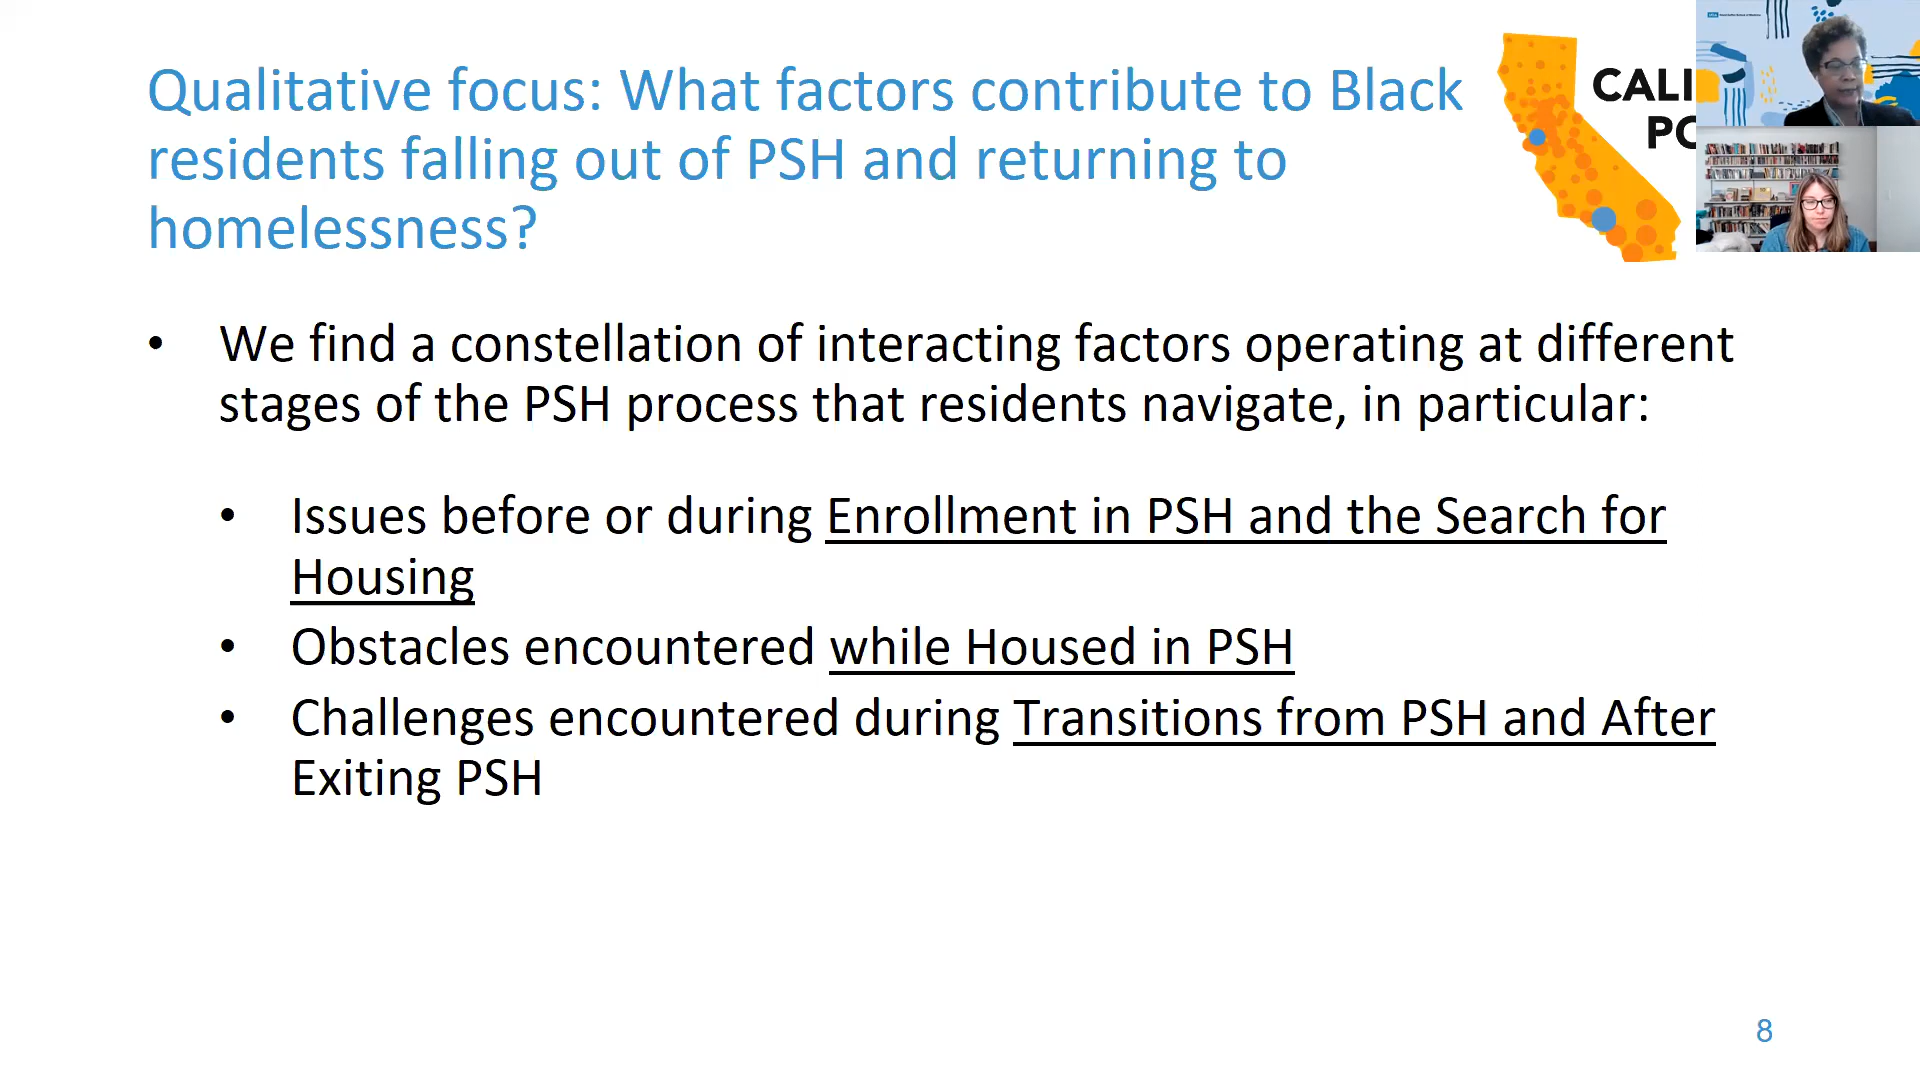 Qualitative focus: What factors contribute to Black
residents falling out of PSH and returning to
homelessness?
CALI
PO
• We find a constellation of interacting factors operating at different
stages of the PSH process that residents navigate, in particular:
• Issues before or during Enrollment in PSH and the Search for
Housing
• Obstacles encountered while Housed in PSH
• Challenges encountered during Transitions from PSH and After
Exiting PSH
8